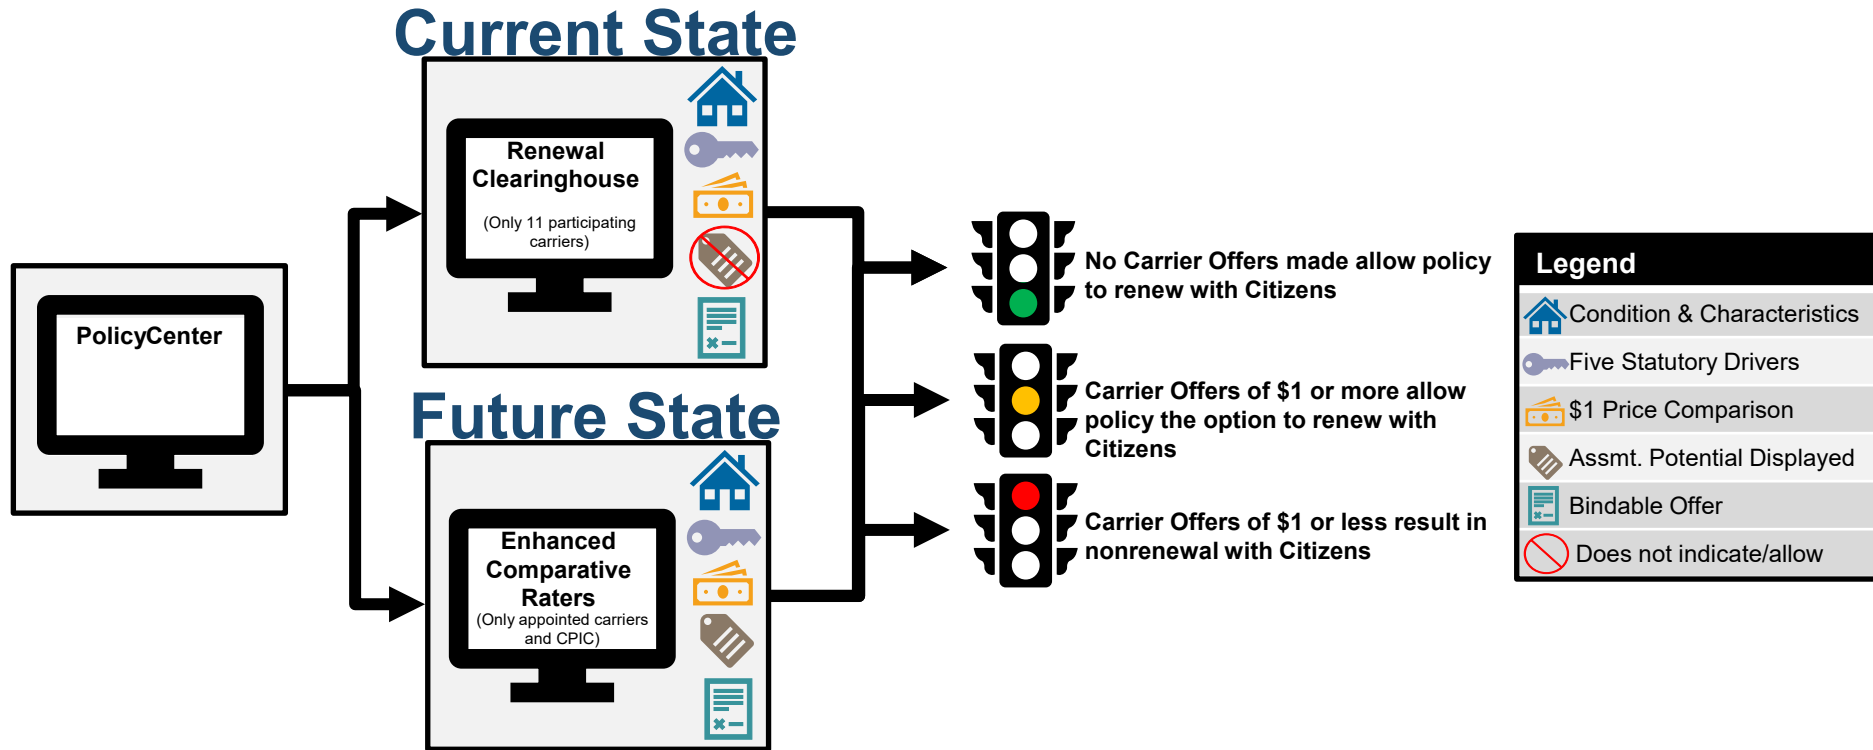 Current State
Renewal
Clearinghouse
(Only 11 participating
carriers)
PolicyCenter
Future State
Enhanced
Comparative
Raters
(Only appointed carriers
and CPIC)
No Carrier Offers made allow policy
to renew with Citizens
Carrier Offers of $1 or more allow
policy the option to renew with
Citizens
Carrier Offers of $1 or less result in
nonrenewal with Citizens
Legend
Condition & Characteristics
Five Statutory Drivers
$1 Price Comparison
Assmt. Potential Displayed
Bindable Offer
Does not indicate/allow